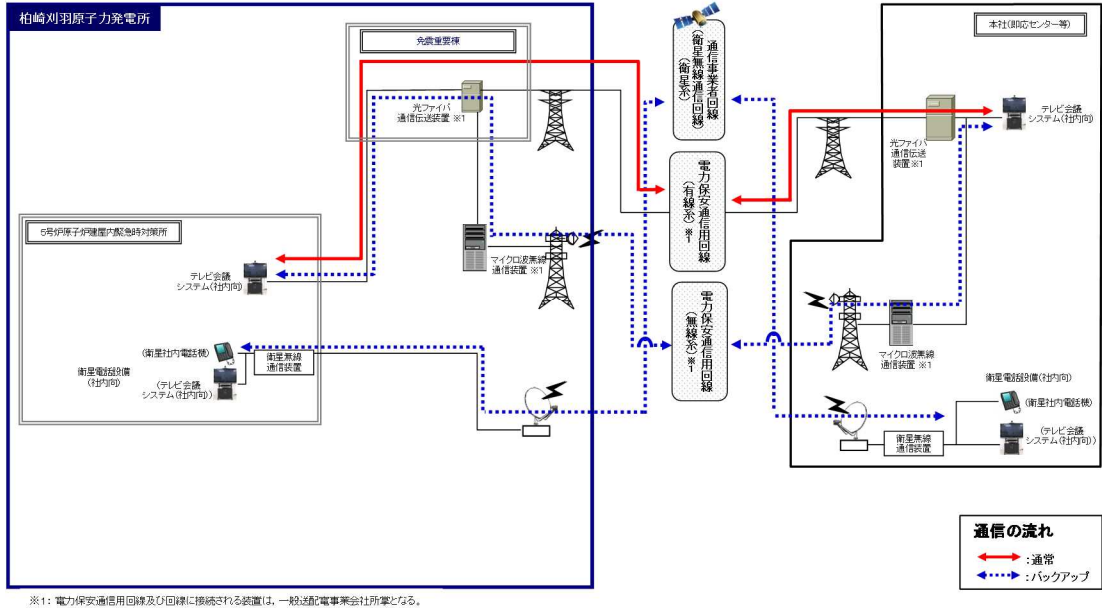 柏崎刈羽原子力発電所
免震重要棟
光ファイバ
通信伝送装置 ※1
5号炉原子炉建屋内緊急時対策所
テレビ会議
システム(社内向)
マイクロ波無線
通信装置 ※1
(衛星社内電話機)
衛星電話設備
(社内向)
(テレビ会議
システム(社内向))
衛星無線
通信装置
通信事業者回線
(衛星無線通信回線)
(衛星系)
電力保安通信用回線
(有線系)※1
電力保安通信用回線
(無線系)※1
本社(即応センター等)
テレビ会議
システム(社内向)
光ファイバ
通信伝送
装置※1
マイクロ波無線
通信装置 ※1
衛星電話設備(社内向)
(衛星社内電話機)
(テレビ会議
システム(社内向))
衛星無線
通信装置
通信の流れ
:通常
:バックアップ
※1: 電力保安通信用回線及び回線に接続される装置は、一般送配電事業会社所掌となる。